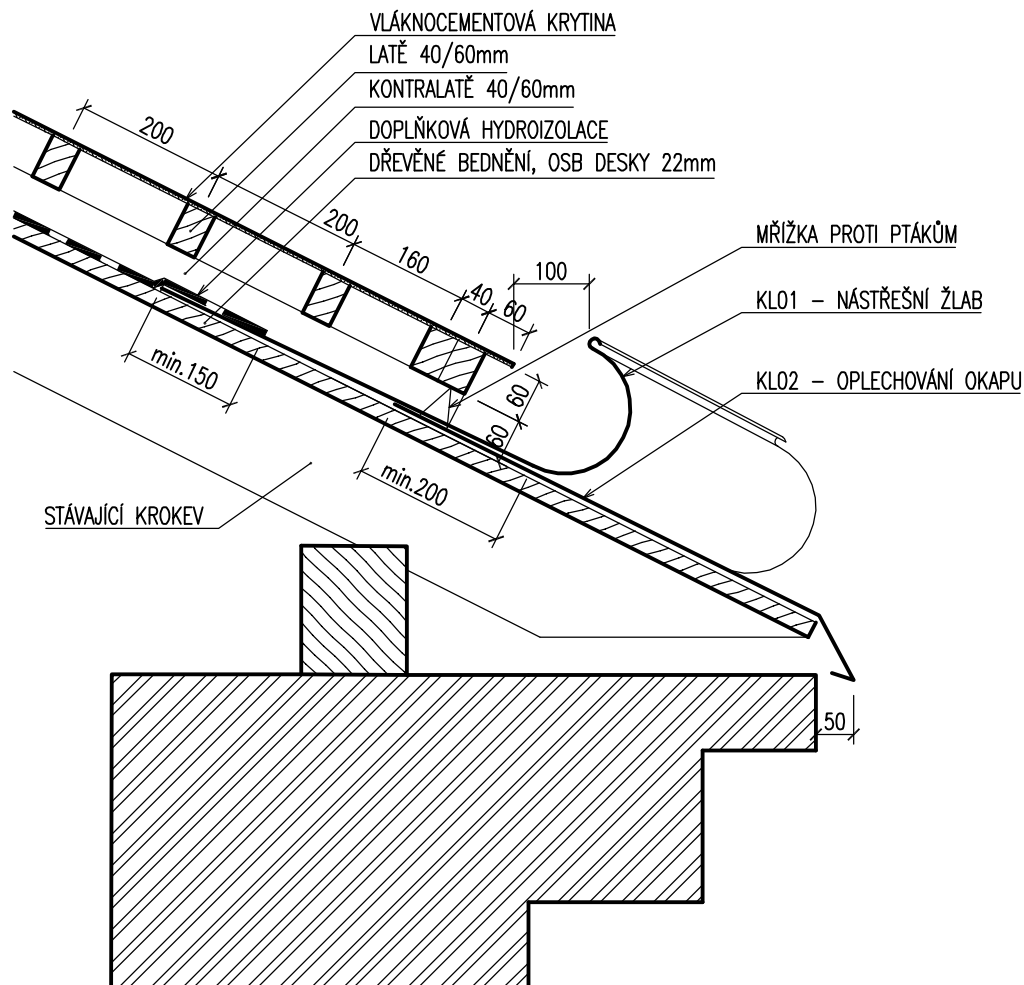 VLÁKNOCEMENTOVÁ KRYTINA
LATĚ 40/60mm
KONTRALATĚ 40/60mm
DOPLŇKOVÁ HYDROIZOLACE
DŘEVĚNÉ BEDNĚNÍ, OSB DESKY 22mm
200
200
160
40
60
100
MŘÍŽKA PROTI PTÁKŮM
KL01 – NÁSTŘEŠNÍ ŽLAB
KL02 – OPLECHOVÁNÍ OKAPU
min.150
60
60
min.200
STÁVAJÍCÍ KROKEV
50